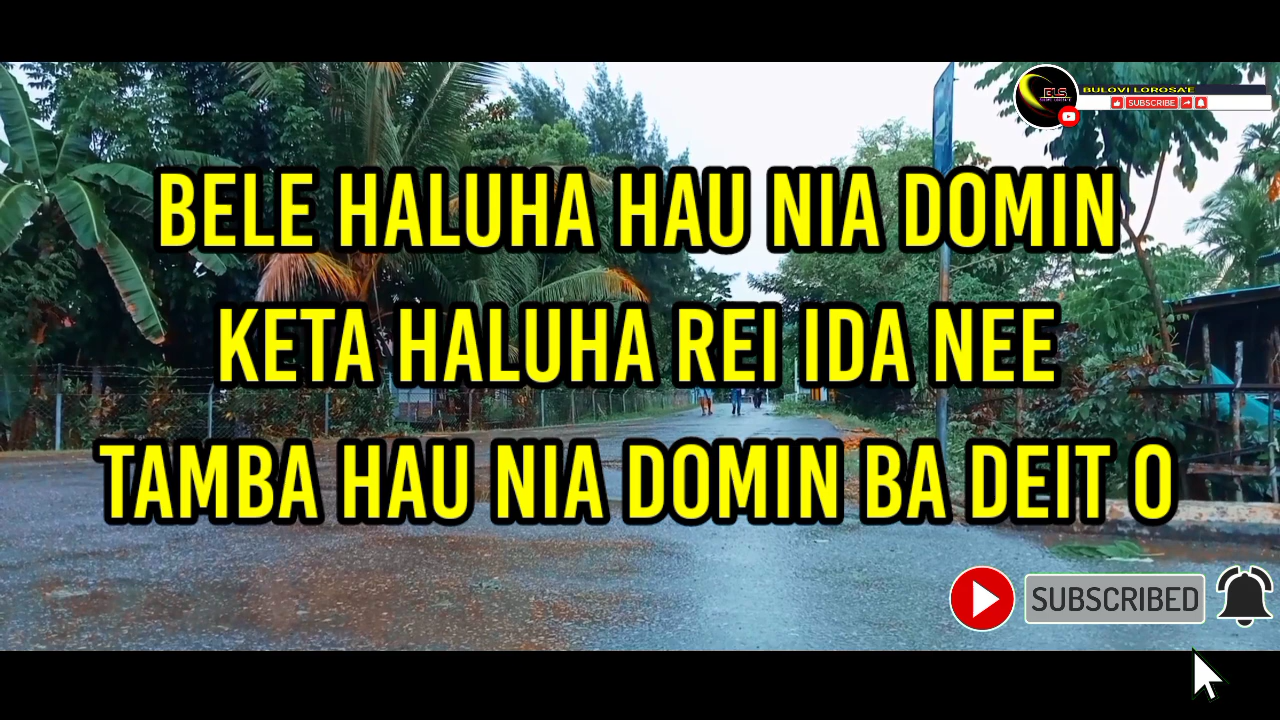 BULOVI LOROSA'E
SUBSCRIBE
BELE HALUHA HAU NIA DOMIN
KETA HALUHA REI IDA NEE
TAMBA HAU NIA DOMIN BA DEIT O
SUBSCRIBED